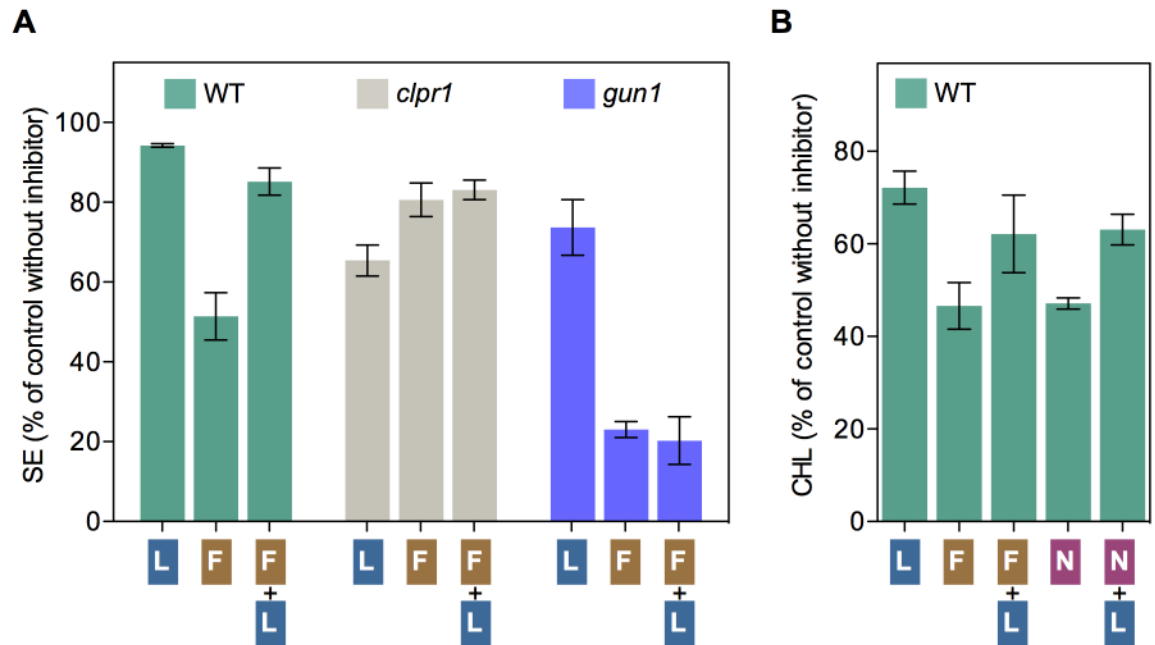 A
B
WT
clpr1
gun1
WT
SE (% of control without inhibitor)
100
80
60
40
20
0
L
F
F
+
L
L
F
F
+
L
L
F
F
+
L
CHL (% of control without inhibitor)
80
60
40
20
0
L
F
F
+
L
N
N
+
L